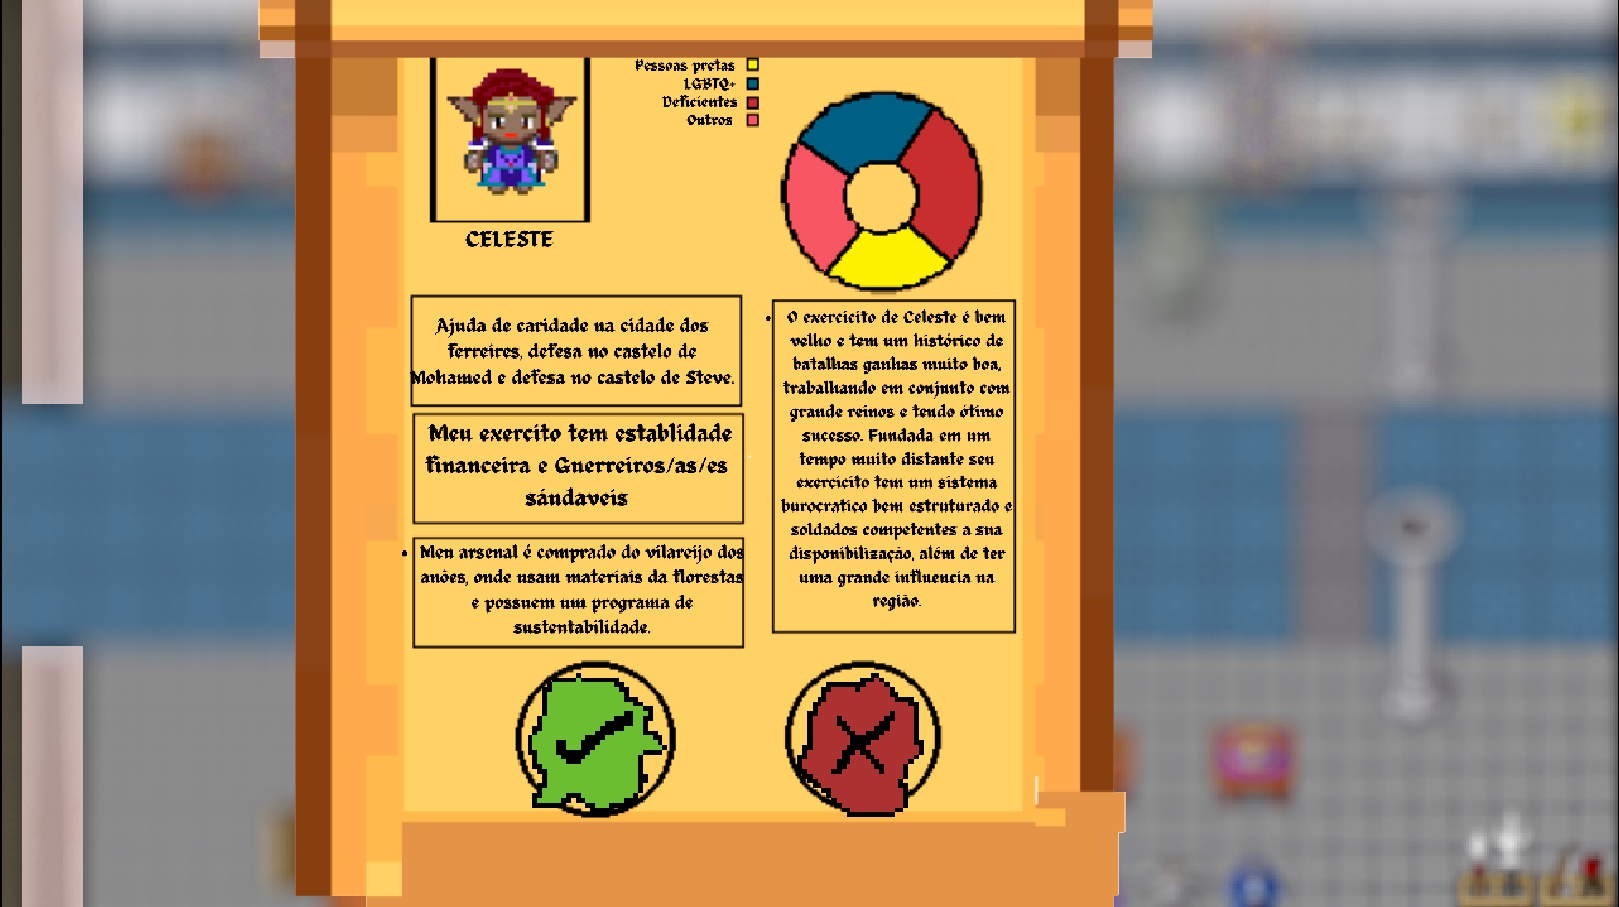 Pessoas pretas
LGBTQ+
Deficientes
Outros
CELESTE
Ajuda de caridade na cidade dos
ferreires, defesa no castelo de
Mohamed e defesa no castelo de Steve.
Meu exercito tem establidade
financeira e Guerreiros/as/es
sáudaveis
• Meu arsenal é comprado do vilareijo dos
anões, onde usam materiais da florestas
e possuem um programa de
sustentabilidade.
• O exercicito de Celeste é bem
velho e tem um histórico de
batalhas ganhas muito boa,
trabalhando em conjunto com
grande reinos e tendo ótimo
sucesso. Fundada em um
tempo muito distante seu
exercicito tem um sistema
burocratico bem estruturado e
soldados competentes a sua
disponibilização, além de ter
uma grande influencia na
região.